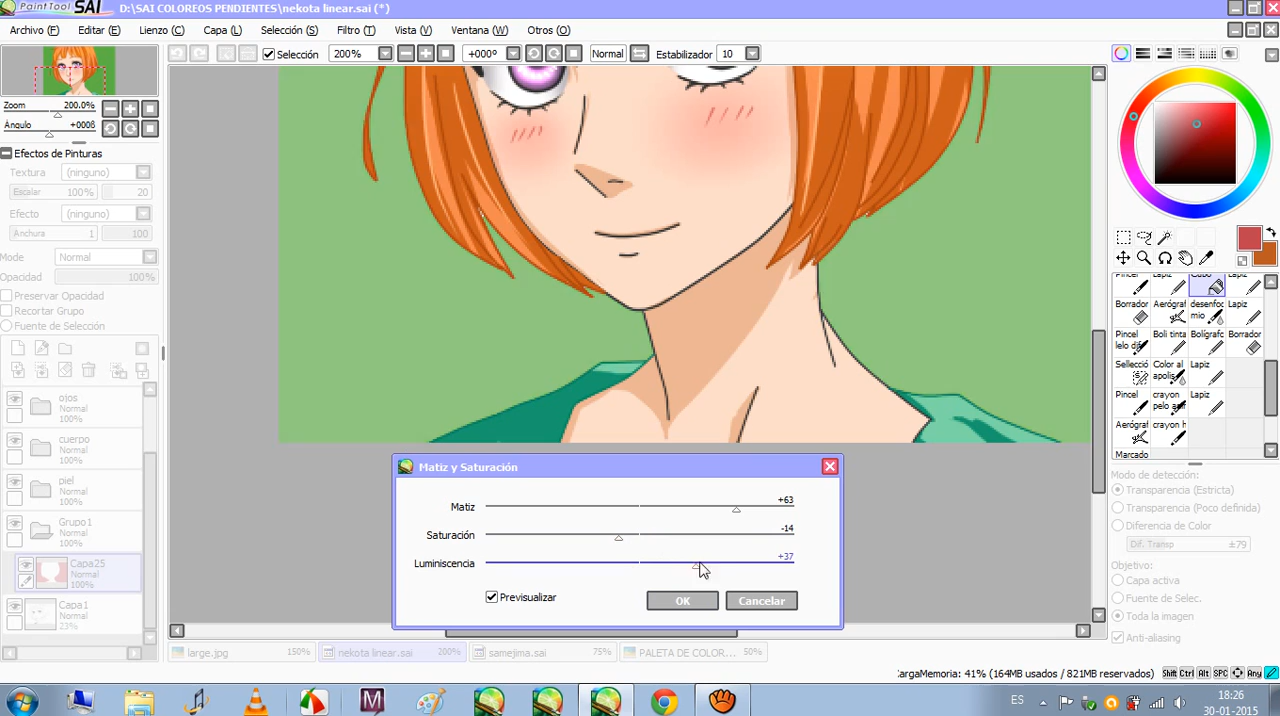 PaintTool SAI D:\SAI COLOREOS PENDIENTES\nekota linear.sai (*)
Archivo (F) Editar (E) Lienzo (C) Capa (L) Selección (S) Filtro (T) Vista (V) Ventana (W) Otros (O)
Selección 200% +000º Normal Estabilizador 10
Zoom 200.0%
Ángulo +000º
Efectos de Pinturas
Textura (ninguno)
Escalar 100% 20
Efecto (ninguno)
Anchura 1 100
Mode Normal
Opacidad 100%
Preservar Opacidad
Recortar Grupo
Fuente de Selección
ojos
Normal
100%
cuerpo
Normal
100%
piel
Normal
100%
Grupo1
Normal
100%
Capa25
Normal
100%
Capa1
Normal
23%
Matiz y Saturación
Matiz +63
Saturación -14
Luminiscencia +37
Previsualizar OK Cancelar
large.jpg 150% nekota linear.sai 200% samejima.sai 75% PALETA DE COLOR... 50%
Pincel Lapiz Cubo Lapiz
Borrador Aerógraf desenfoc mio Lapiz
Pincel lelo dif Boli tinta Bolígrafo Borrador
Selecció Color al apolis Lapiz
Pincel crayon pelo anim Lapiz
Aerógraf crayon h
Marcado
Modo de detección:
Transparencia (Estricta)
Transparencia (Poco definida)
Diferencia de Color
Dif. Transp ±79
Objetivo:
Capa activa
Fuente de Selec.
Toda la imagen
Anti-aliasing
CargaMemoria: 41% (164MB usados / 821MB reservados) Shift Ctrl Alt SPC Any
ES 18:26
30-01-2015